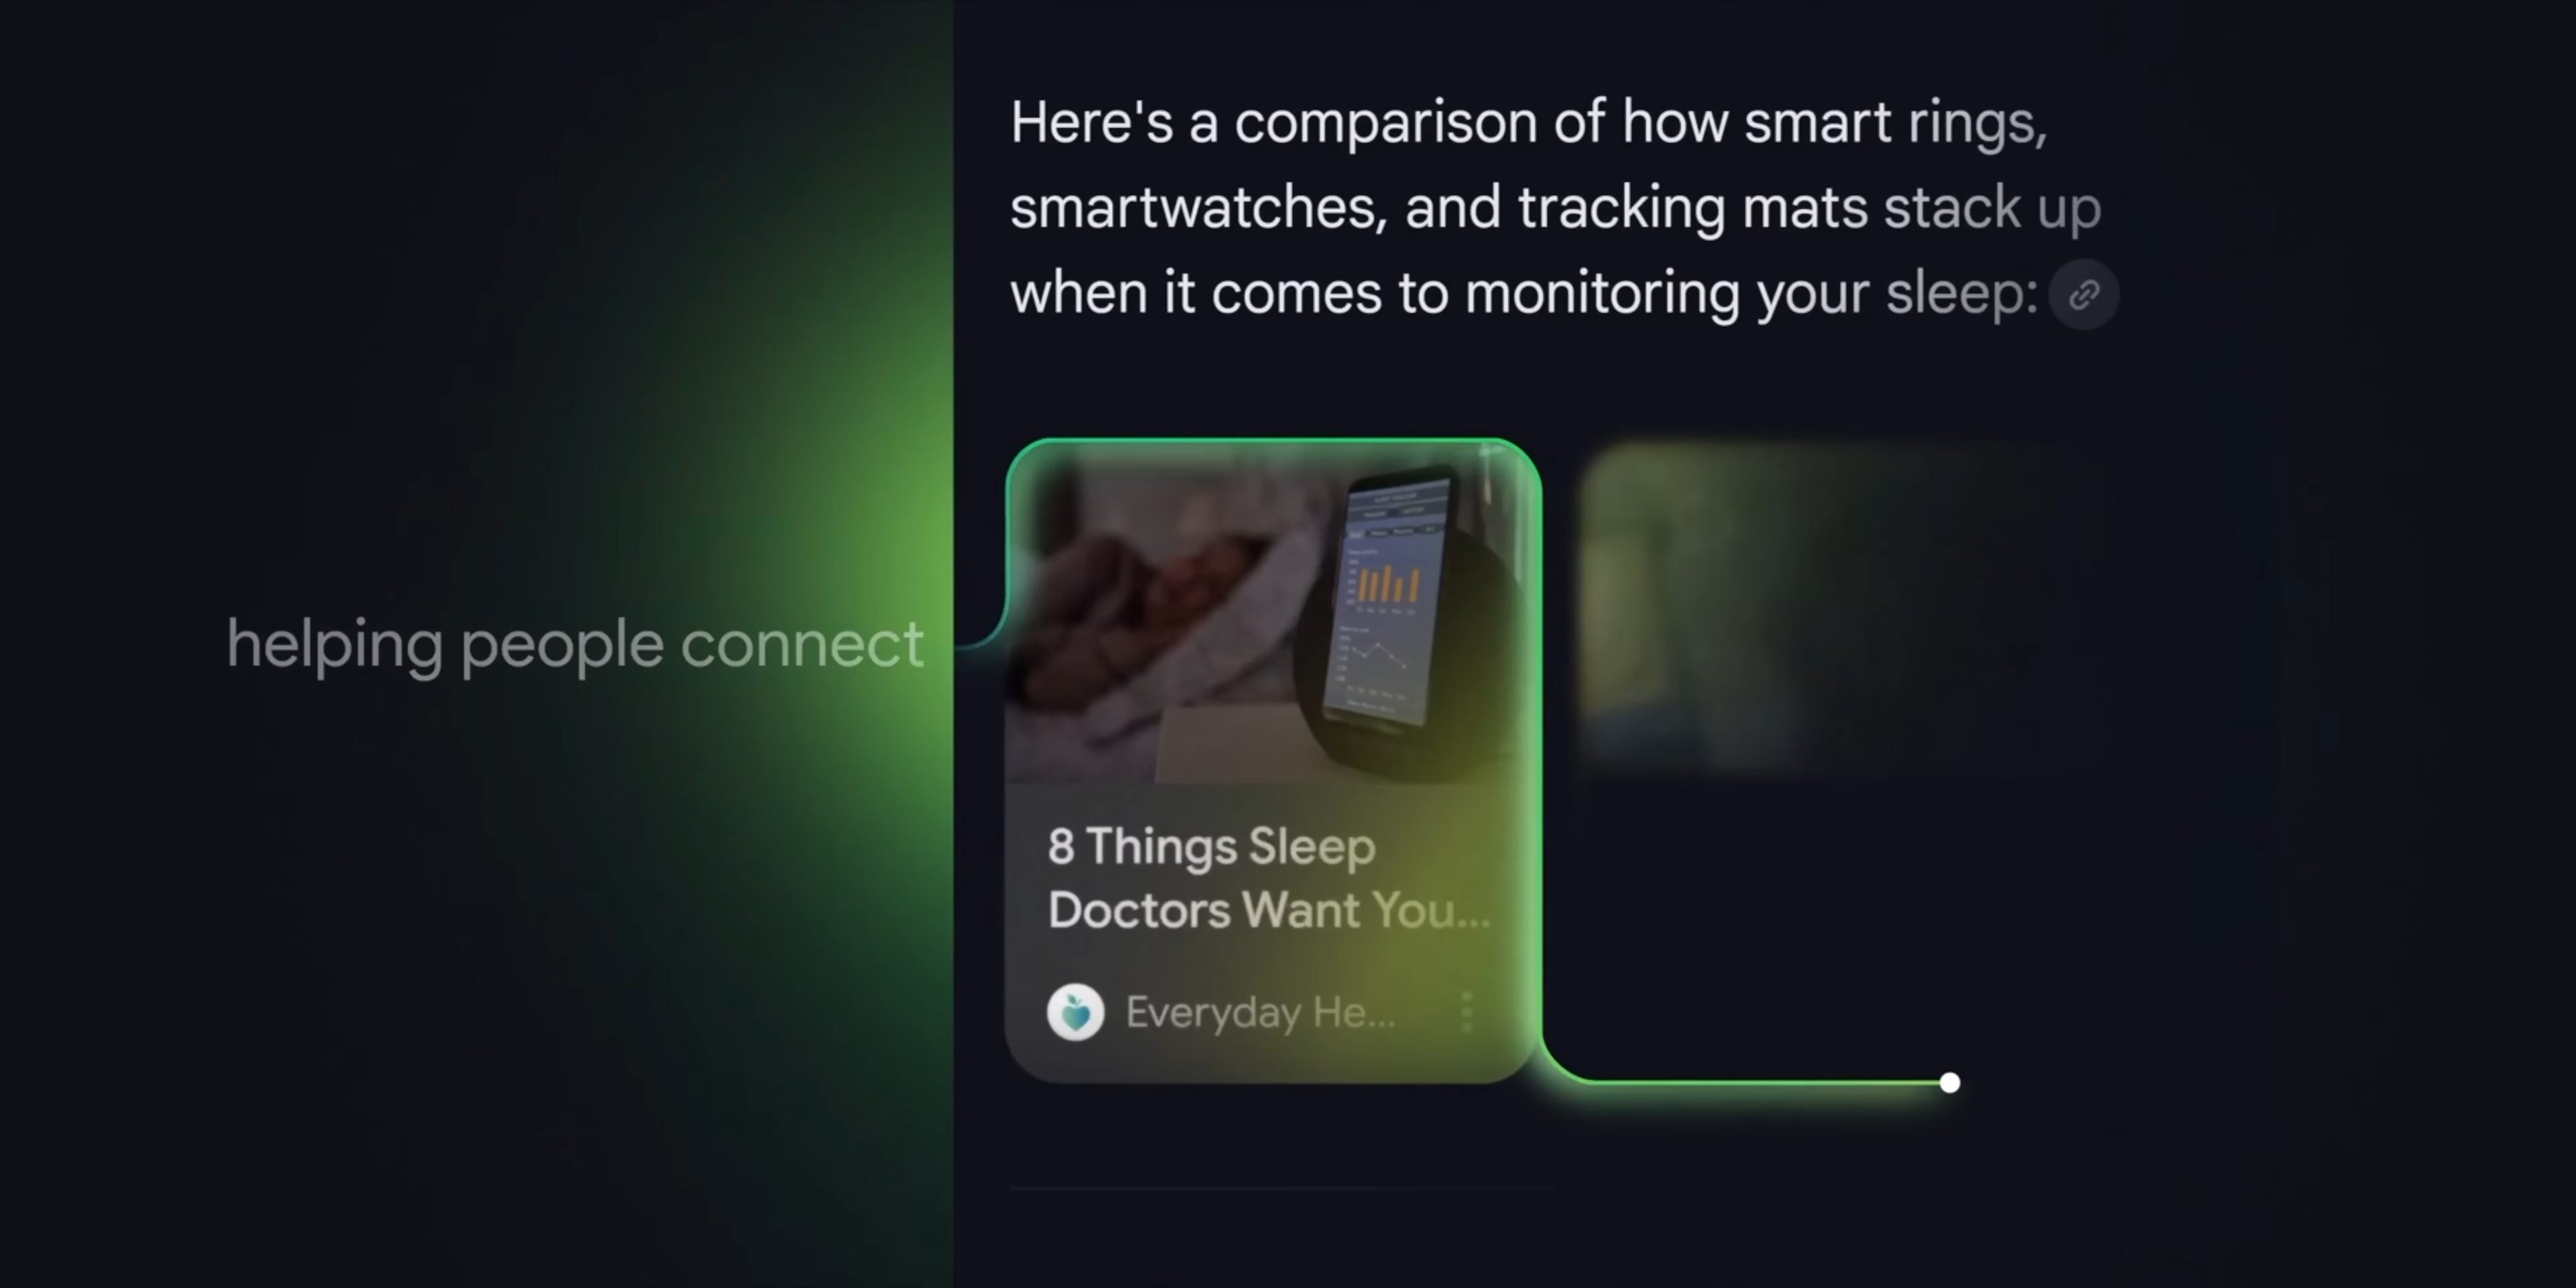 helping people connect
Here's a comparison of how smart rings,
smartwatches, and tracking mats stack up
when it comes to monitoring your sleep:
8 Things Sleep
Doctors Want You...
Everyday He...